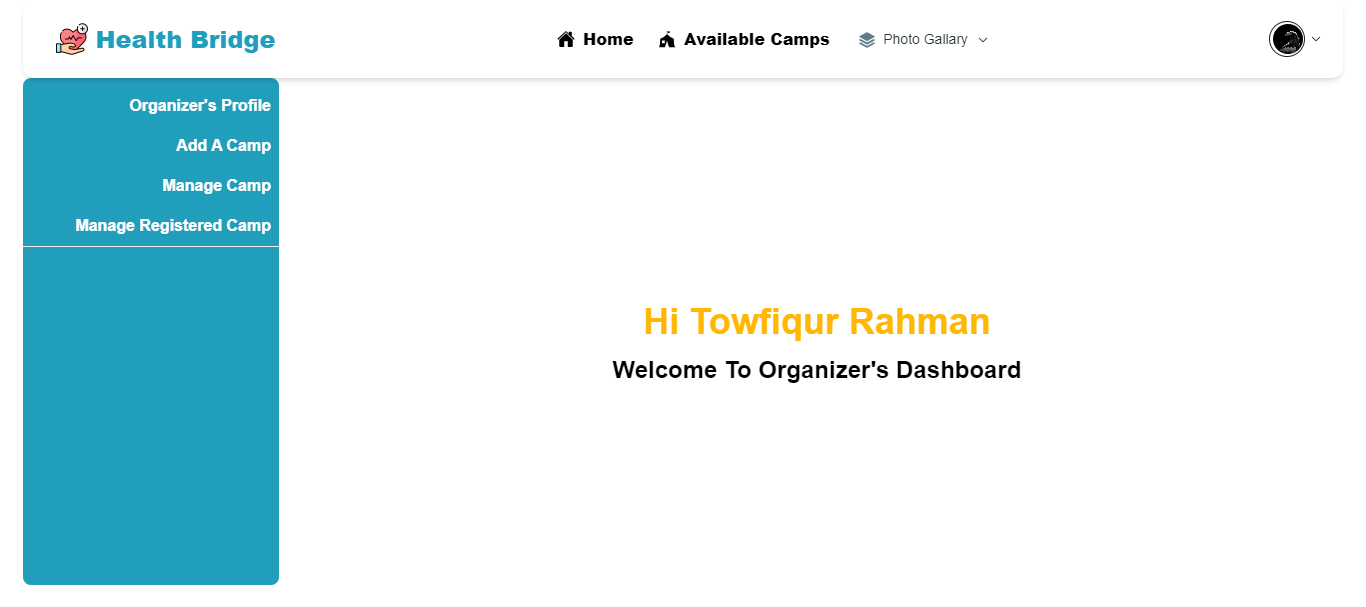 Health Bridge
Home
Available Camps
Photo Gallary
Organizer's Profile
Add A Camp
Manage Camp
Manage Registered Camp
Hi Towfiqur Rahman
Welcome To Organizer's Dashboard